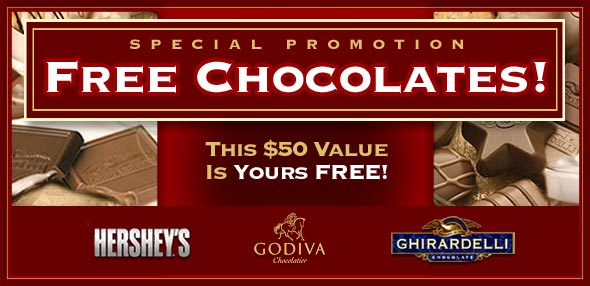 SPECIAL PROMOTION
FREE CHOCOLATES!
THIS $50 VALUE
IS YOURS FREE!
HERSHEY'S
GODIVA
Chocolatier
GHIRARDELLI
CHOCOLATE